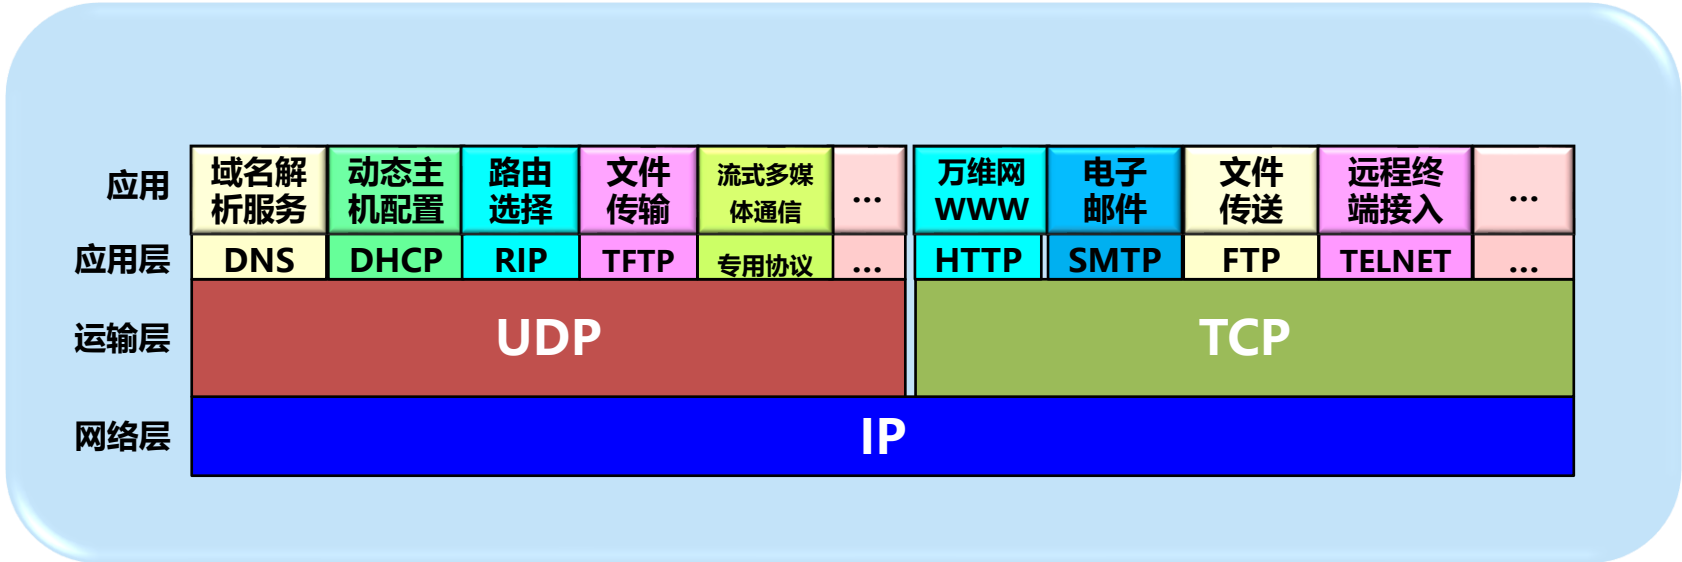 应用
域名解
析服务
动态主
机配置
路由
选择
文件
传输
流式多媒
体通信
...
万维网
WWW
电子
邮件
文件
传送
远程终
端接入
...
应用层
DNS
DHCP
RIP
TFTP
专用协议
...
HTTP
SMTP
FTP
TELNET
...
运输层
UDP
TCP
网络层
IP